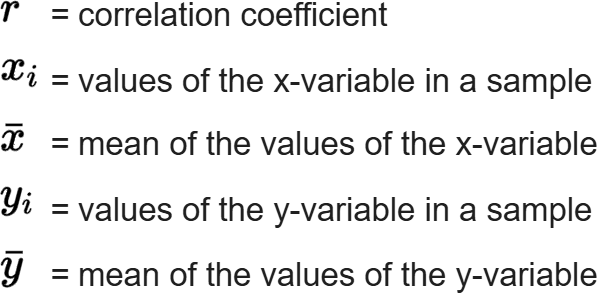 r = correlation coefficient
xᵢ = values of the x-variable in a sample
x̄ = mean of the values of the x-variable
yᵢ = values of the y-variable in a sample
ȳ = mean of the values of the y-variable